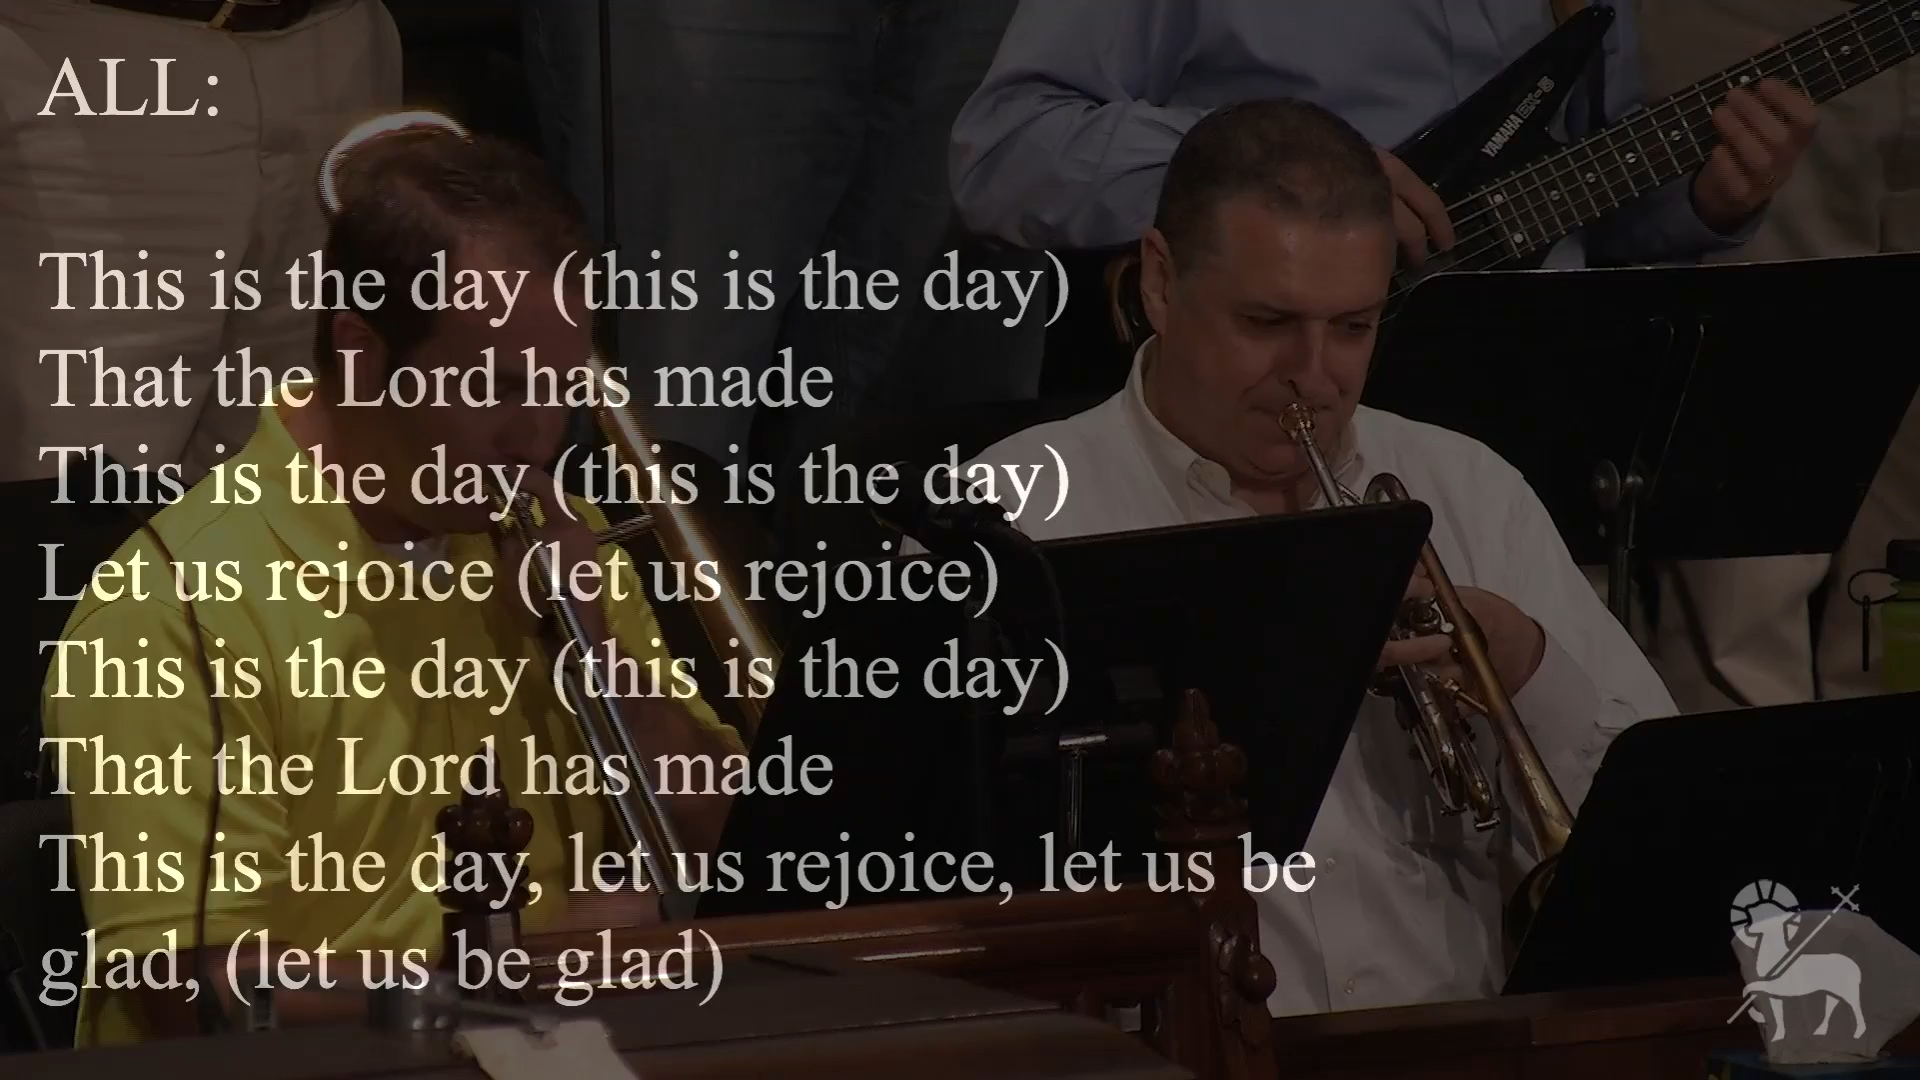 ALL:
This is the day (this is the day)
That the Lord has made
This is the day (this is the day)
Let us rejoice (let us rejoice)
This is the day (this is the day)
That the Lord has made
This is the day, let us rejoice, let us be
glad, (let us be glad)
YAMAHA BX-5